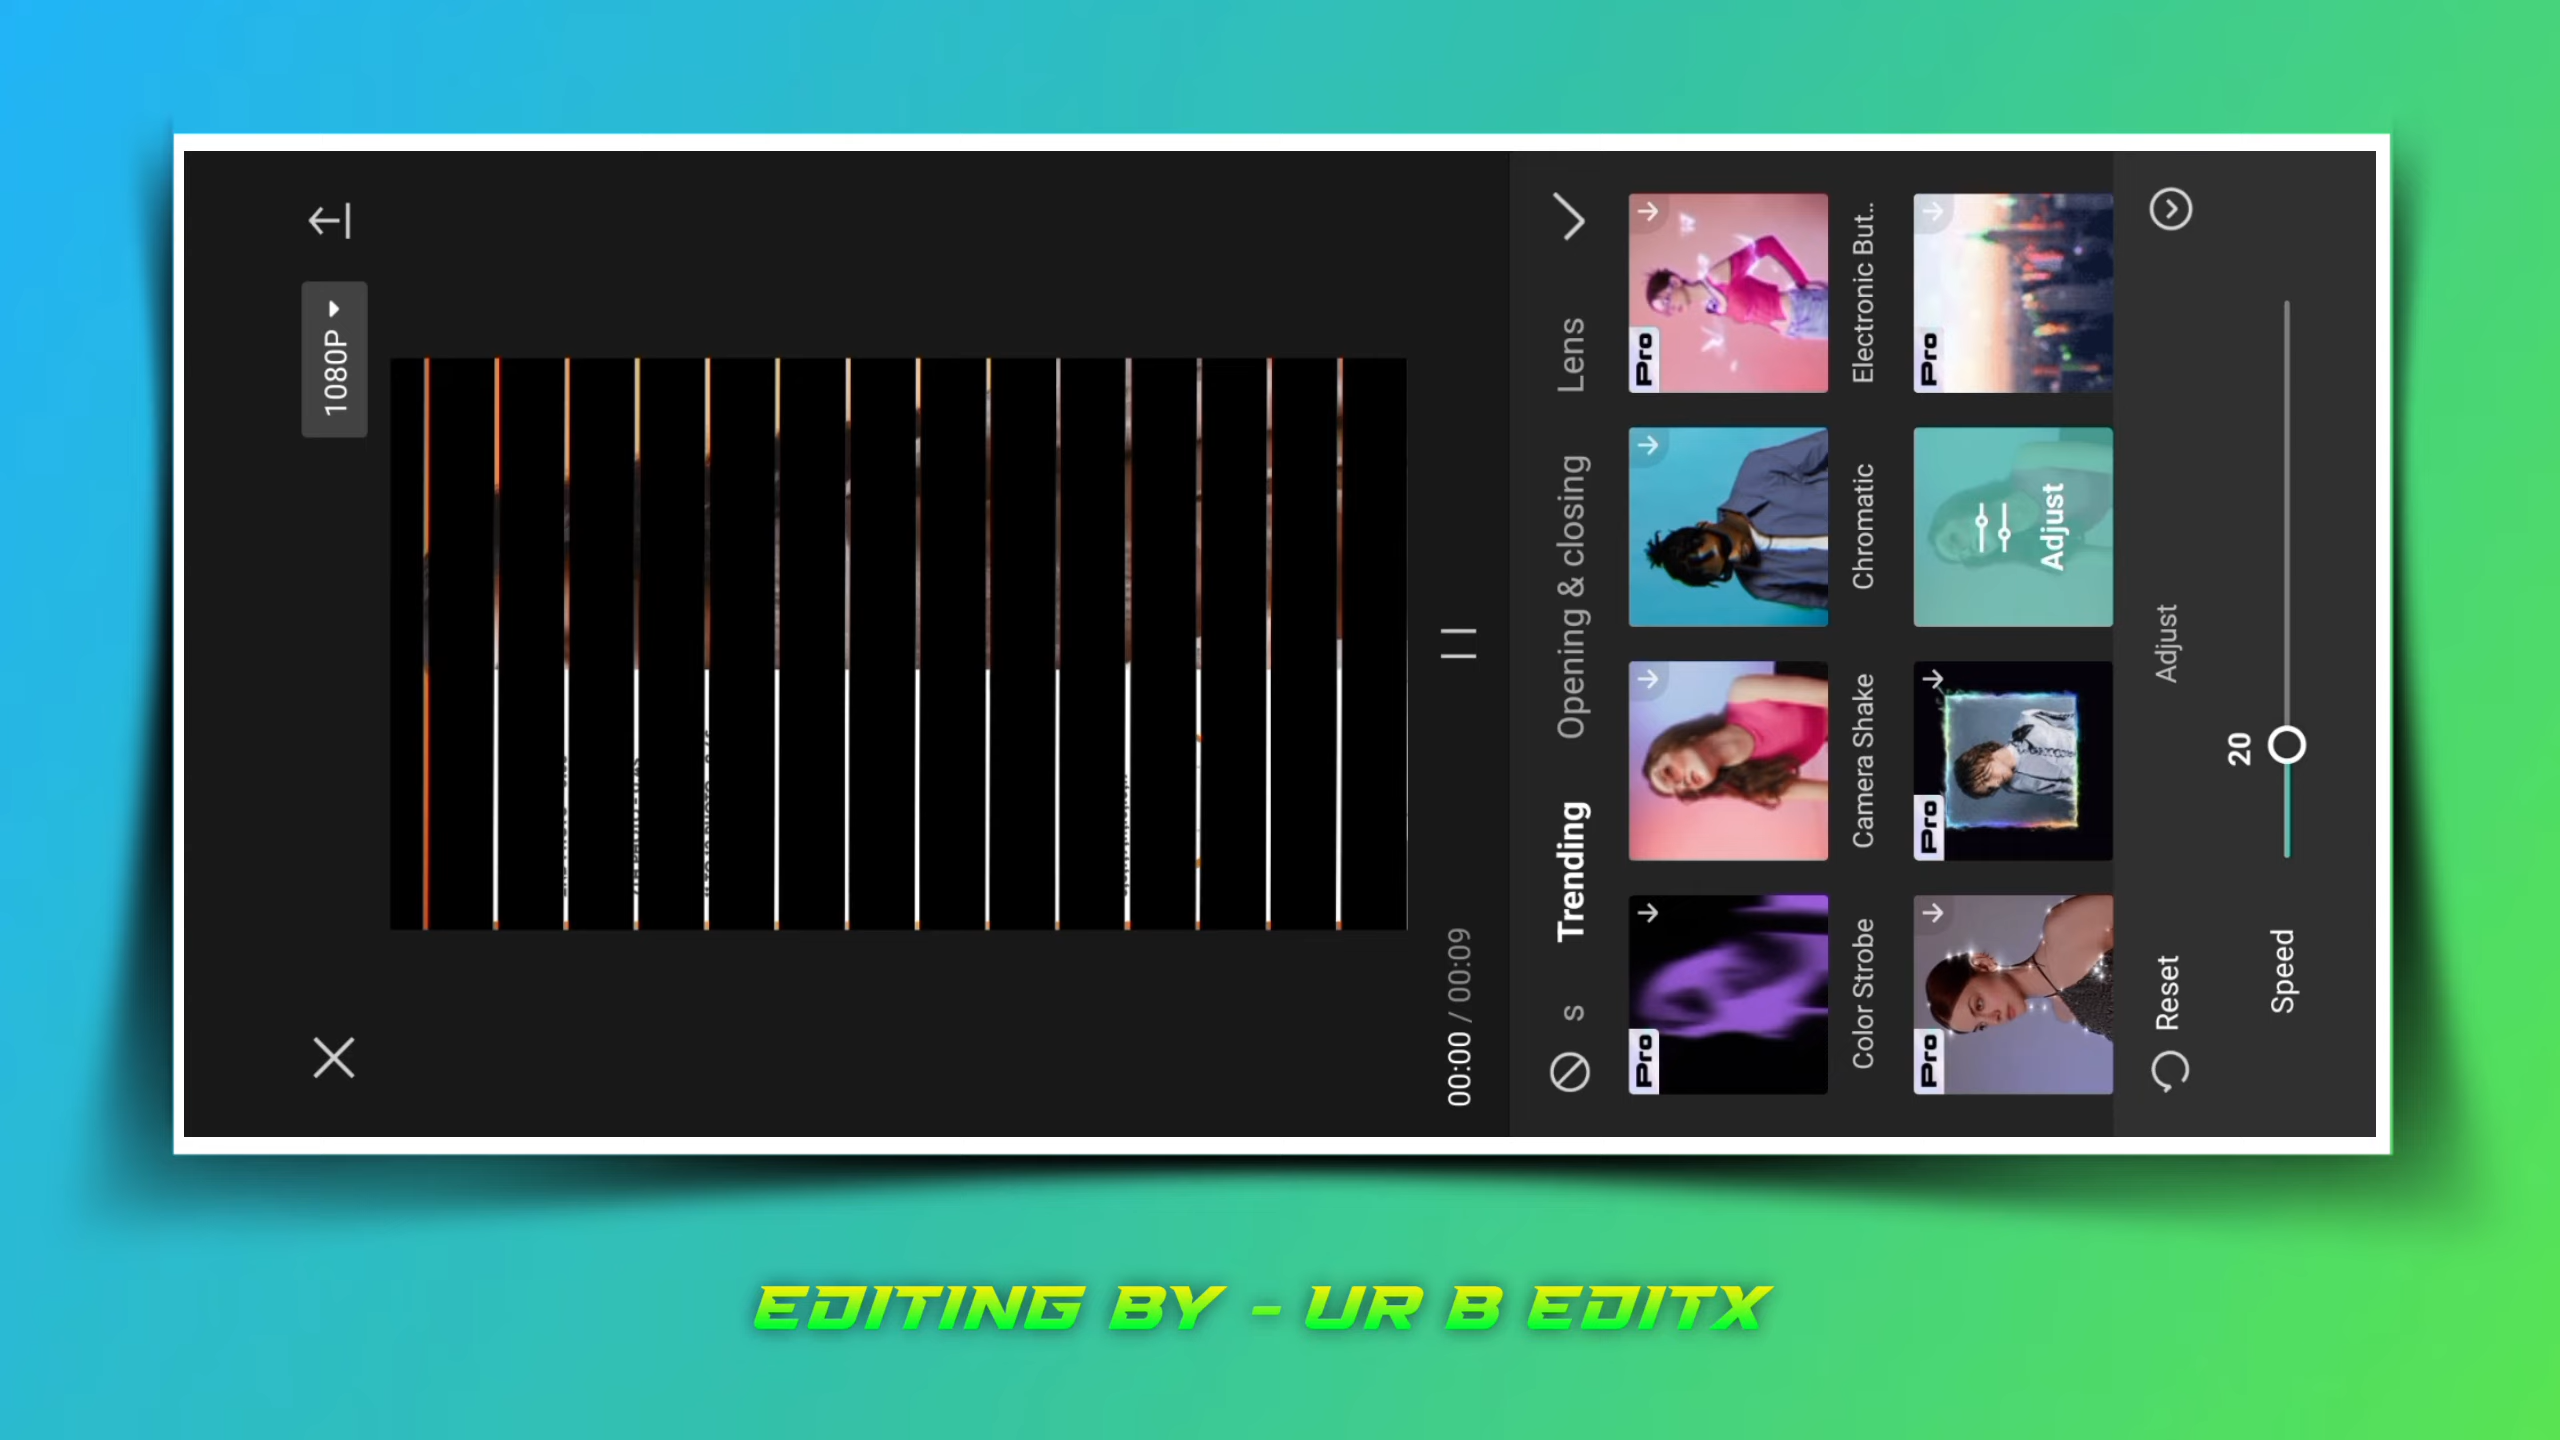 1080P
00:00 / 00:09
s
Trending
Opening & closing
Lens
Pro
Pro
Color Strobe
Camera Shake
Chromatic
Electronic But..
Pro
Pro
Adjust
Pro
Reset
Adjust
20
Speed
EDITING BY - UR B EDITX